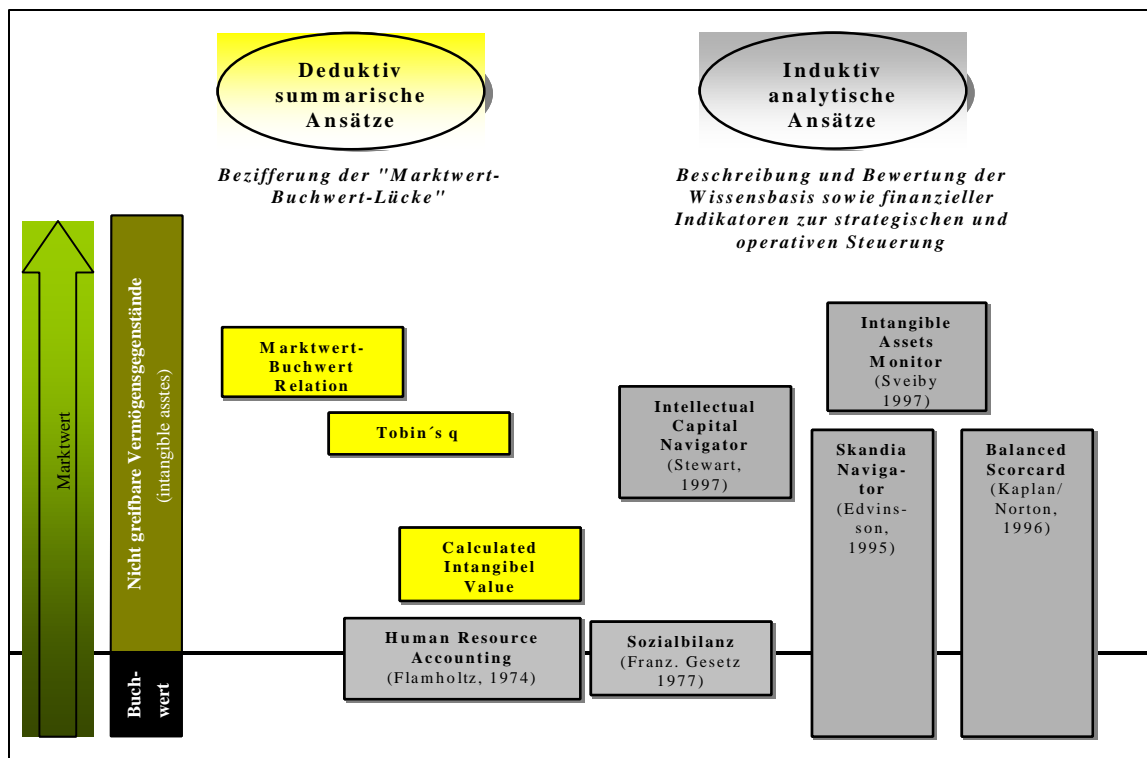 Deduktiv
summarische
Ansätze
Induktiv
analytische
Ansätze
Bezifferung der "Marktwert-
Buchwert-Lücke"
Beschreibung und Bewertung der
Wissensbasis sowie finanzieller
Indikatoren zur strategischen und
operativen Steuerung
Marktwert
Nicht greifbare Vermögensgegenstände
(intangible asstes)
Buch-
wert
Marktwert-
Buchwert
Relation
Tobin´s q
Calculated
Intangibel
Value
Human Resource
Accounting
(Flamholtz, 1974)
Sozialbilanz
(Franz. Gesetz
1977)
Intellectual
Capital
Navigator
(Stewart,
1997)
Intangible
Assets
Monitor
(Sveiby
1997)
Skandia
Naviga-
tor
(Edvins-
son,
1995)
Balanced
Scorcard
(Kaplan/
Norton,
1996)